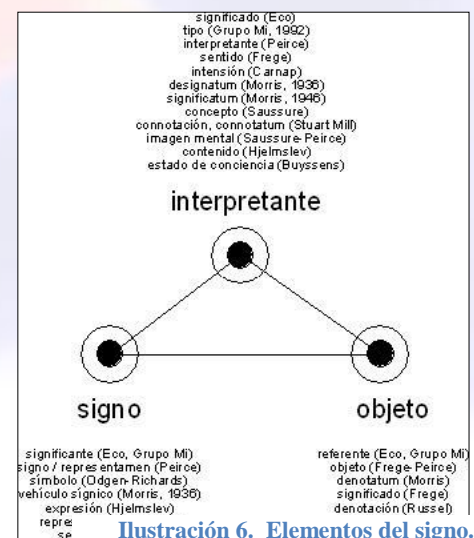 significado (Eco)
tipo (Grupo Mi, 1992)
interpretante (Peirce)
sentido (Frege)
intensión (Carnap)
designatum (Morris, 1936)
significatum (Morris, 1946)
concepto (Saussure)
connotación, connotatum (Stuart Mill)
imagen mental (Saussure-Peirce)
contenido (Hjelmslev)
estado de conciencia (Buyssens)
interpretante
signo
objeto
significante (Eco, Grupo Mi)
signo / representamen (Peirce)
símbolo (Odgen-Richards)
vehículo sígnico (Morris, 1936)
expresión (Hjelmslev)
referente (Eco, Grupo Mi)
objeto (Frege-Peirce)
denotatum (Morris)
significado (Frege)
denotación (Russel)
Ilustración 6. Elementos del signo.